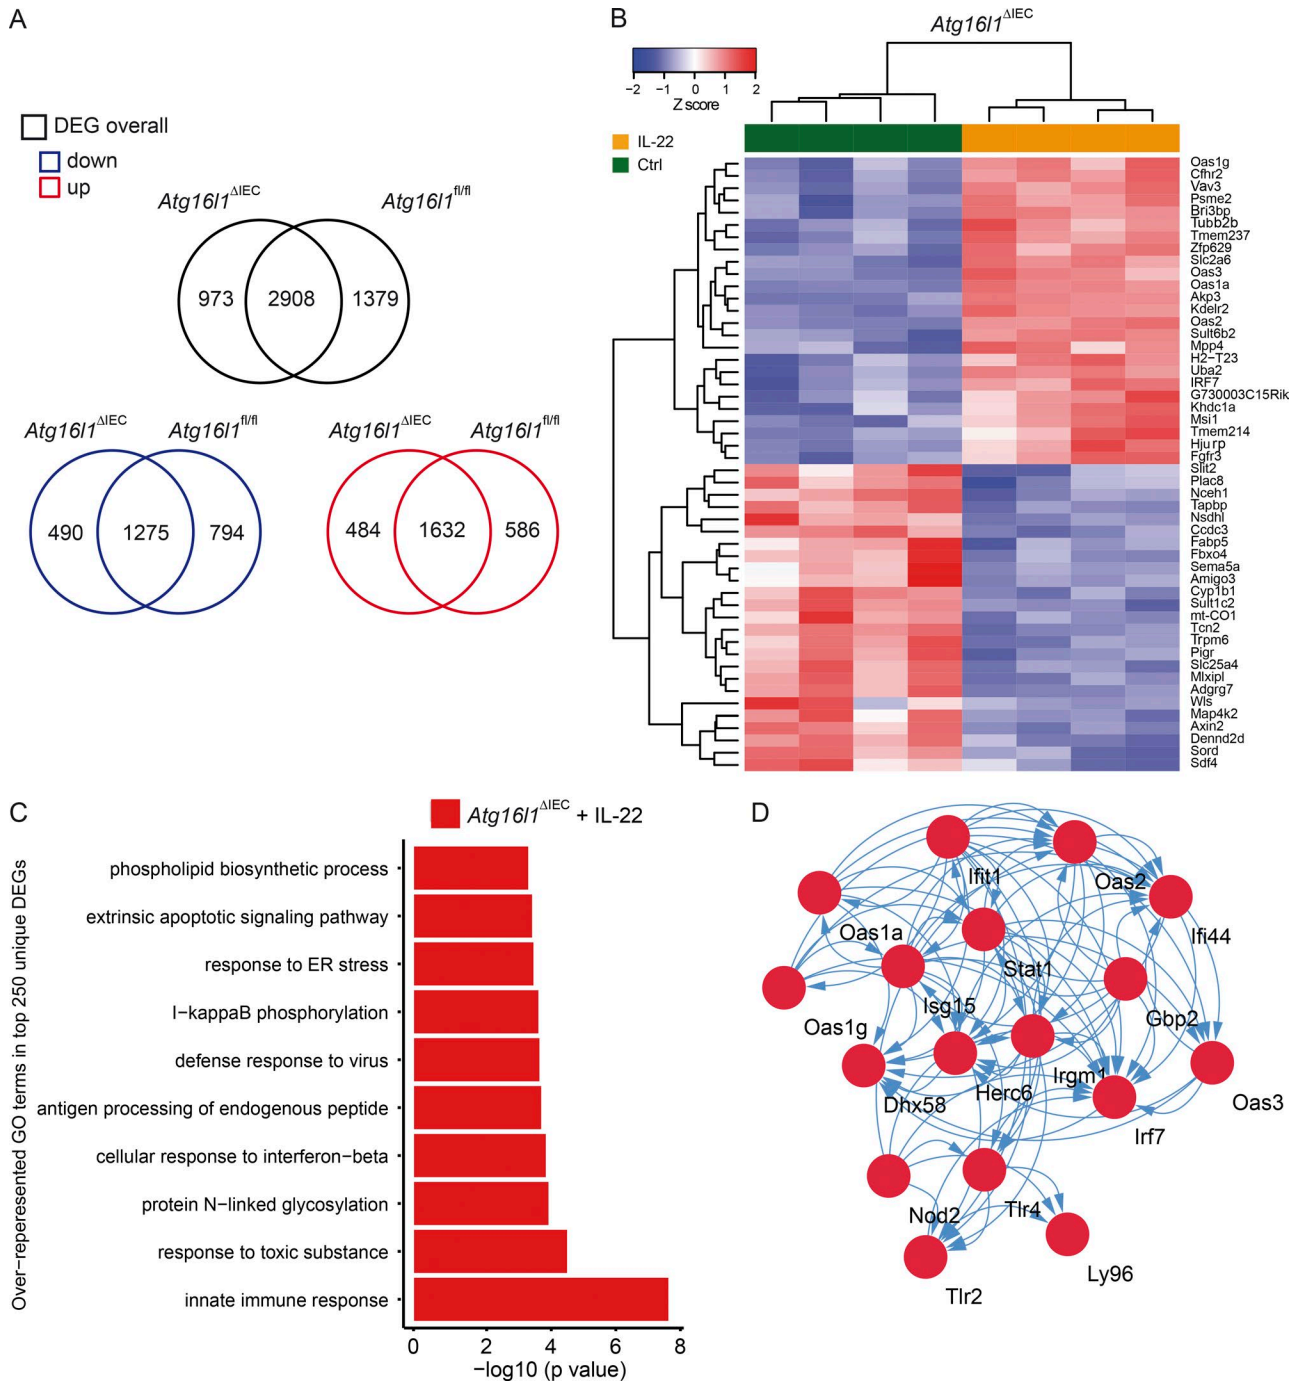 A
DEG overall
down
up
Atg16l1ΔIEC
Atg16l1fl/fl
973
2908
1379
Atg16l1ΔIEC
Atg16l1fl/fl
490
1275
794
Atg16l1ΔIEC
Atg16l1fl/fl
484
1632
586
B
Atg16l1ΔIEC
−2 −1 0 1 2
Z score
IL-22
Ctrl
Oas1g
Cfhr2
Vav3
Psme2
Bri3bp
Tubb2b
Tmem237
Zfp629
Slc2a6
Oas3
Oas1a
Akp3
Kdelr2
Oas2
Sult6b2
Mpp4
H2−T23
Uba2
IRF7
G730003C15Rik
Khdc1a
Msi1
Tmem214
Hjurp
Fgfr3
Slit2
Plac8
Nceh1
Tapbp
Nsdhl
Ccdc3
Fabp5
Fbxo4
Sema5a
Amigo3
Cyp1b1
Sult1c2
mt-CO1
Tcn2
Trpm6
Pigr
Slc25a4
Mlxipl
Adgrg7
Wls
Map4k2
Axin2
Dennd2d
Sord
Sdf4
C
Atg16l1ΔIEC + IL-22
Over−reperesented GO terms in top 250 unique DEGs
phospholipid biosynthetic process
extrinsic apoptotic signaling pathway
response to ER stress
I−kappaB phosphorylation
defense response to virus
antigen processing of endogenous peptide
cellular response to interferon−beta
protein N−linked glycosylation
response to toxic substance
innate immune response
0 2 4 6 8
−log10 (p value)
D
Ifit1
Oas2
Oas1a
Ifi44
Stat1
Isg15
Gbp2
Oas1g
Irgm1
Herc6
Dhx58
Oas3
Irf7
Tlr4
Nod2
Ly96
Tlr2